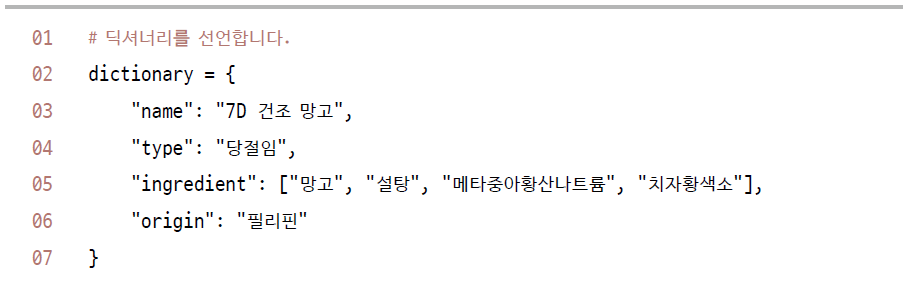 01 # 딕셔너리를 선언합니다.
02 dictionary = {
03     "name": "7D 건조 망고",
04     "type": "당절임",
05     "ingredient": ["망고", "설탕", "메타중아황산나트륨", "치자황색소"],
06     "origin": "필리핀"
07 }